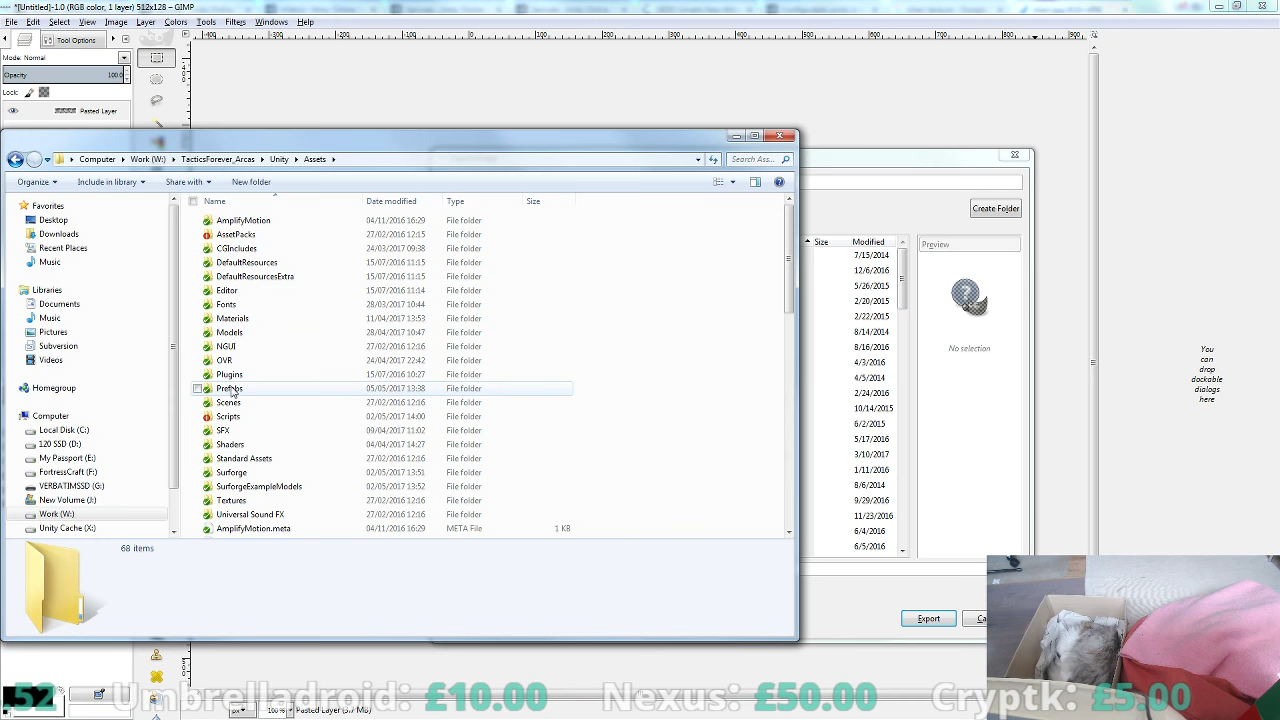 *[Untitled]-1.0 (RGB color, 1 layer) 512x128 – GIMP
File Edit Select View Image Layer Colors Tools Filters Windows Help
Tool Options
Mode: Normal
Opacity 100.0
Lock:
Pasted Layer
Computer Work (W:) TacticsForever_Arcas Unity Assets
Search Ass...
Organize Include in library Share with New folder
Create Folder
Name Date modified Type Size
Size Modified
Preview
Favorites
Desktop
Downloads
Recent Places
Music
Libraries
Documents
Music
Pictures
Subversion
Videos
Homegroup
Computer
Local Disk (C:)
120 SSD (D:)
My Passport (E:)
FortressCraft (F:)
VERBATIMSSD (G:)
New Volume (J:)
Work (W:)
Unity Cache (X:)
AmplifyMotion 04/11/2016 16:29 File folder
AssetPacks 27/02/2016 12:15 File folder
CGIncludes 24/03/2017 09:38 File folder
DefaultResources 15/07/2016 11:15 File folder
DefaultResourcesExtra 15/07/2016 11:15 File folder
Editor 15/07/2016 11:14 File folder
Fonts 28/03/2017 10:44 File folder
Materials 11/04/2017 13:53 File folder
Models 28/04/2017 10:47 File folder
NGUI 27/02/2016 12:16 File folder
OVR 24/04/2017 22:42 File folder
Plugins 15/07/2016 10:27 File folder
Prefabs 05/05/2017 13:38 File folder
Scenes 27/02/2016 12:16 File folder
Scripts 02/05/2017 14:00 File folder
SFX 09/04/2017 11:02 File folder
Shaders 04/04/2017 14:27 File folder
Standard Assets 27/02/2016 12:16 File folder
Surforge 02/05/2017 13:51 File folder
SurforgeExampleModels 02/05/2017 13:52 File folder
Textures 27/02/2016 12:16 File folder
Universal Sound FX 27/02/2016 12:16 File folder
AmplifyMotion.meta 04/11/2016 16:29 META File 1 KB
7/15/2014
12/6/2016
5/26/2015
2/20/2015
2/22/2015
8/14/2014
8/16/2016
4/3/2016
4/5/2014
2/24/2016
10/14/2015
6/2/2015
5/17/2016
3/10/2017
1/11/2016
8/6/2014
9/29/2016
11/23/2016
6/4/2016
6/5/2016
No selection
You
can
drop
dockable
dialogs
here
68 items
Export
.52 Umbrelladroid: £10.00 Nexus: £50.00 Cryptk: £5.00